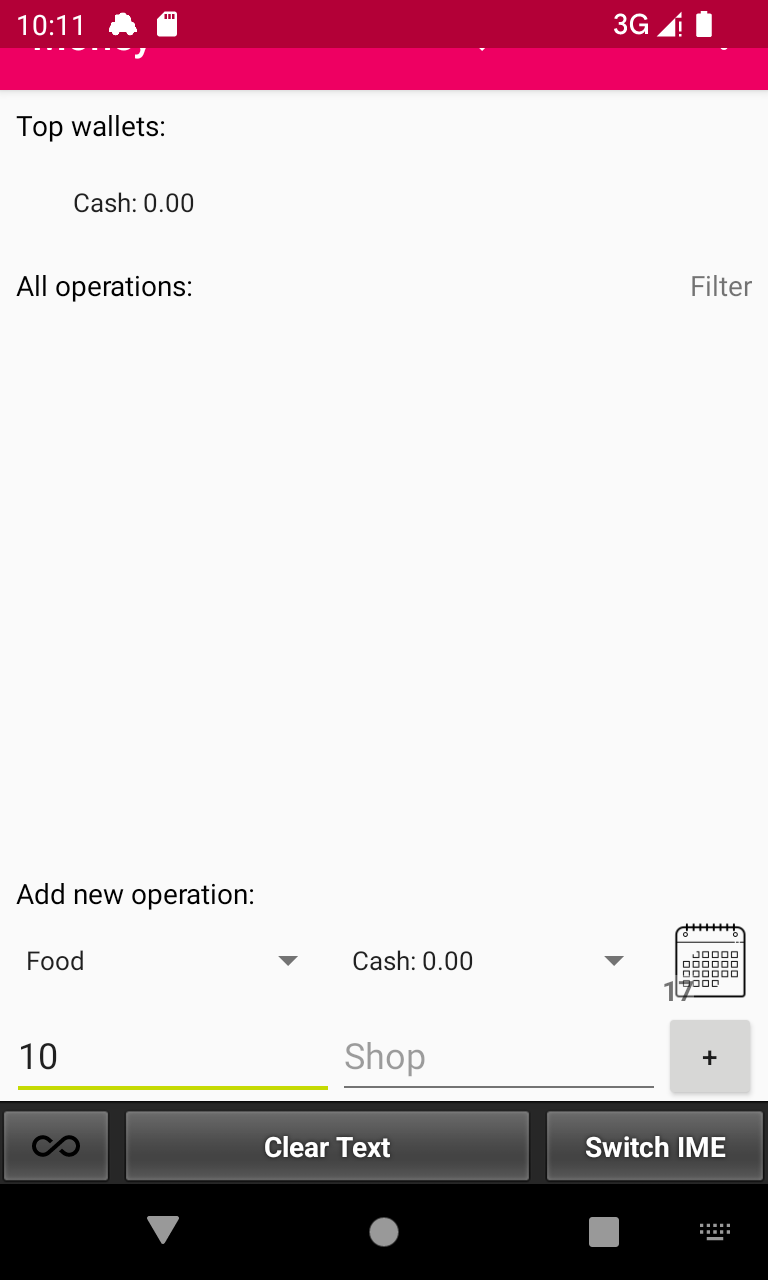 10:11
3G
Money
Top wallets:
Cash: 0.00
All operations:
Filter
Add new operation:
Food
Cash: 0.00
17
10
Shop
+
Clear Text
Switch IME